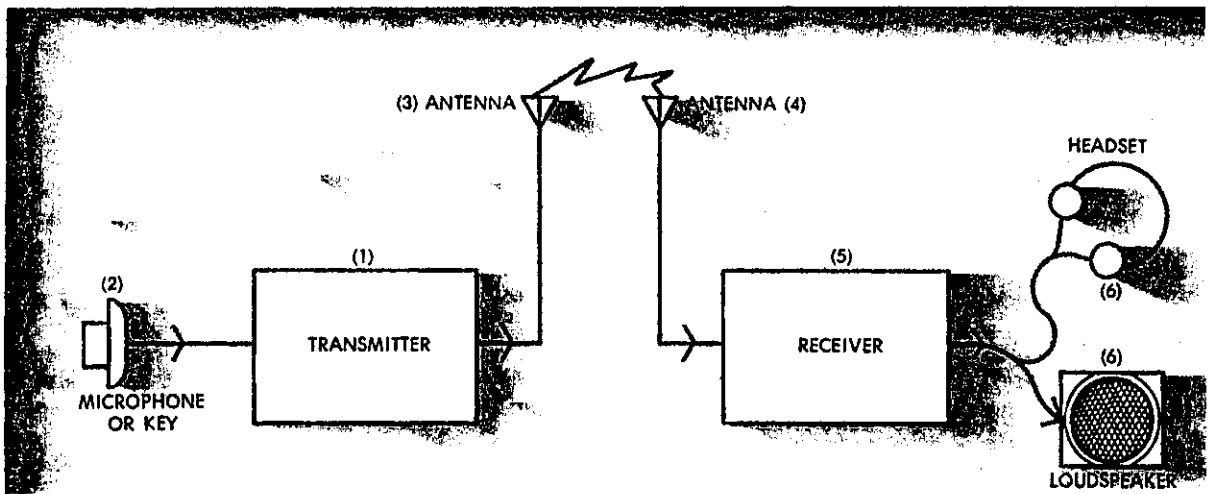 (3) ANTENNA
ANTENNA (4)
HEADSET
(1)
(5)
(2)
(6)
TRANSMITTER
RECEIVER
(6)
MICROPHONE
OR KEY
LOUDSPEAKER